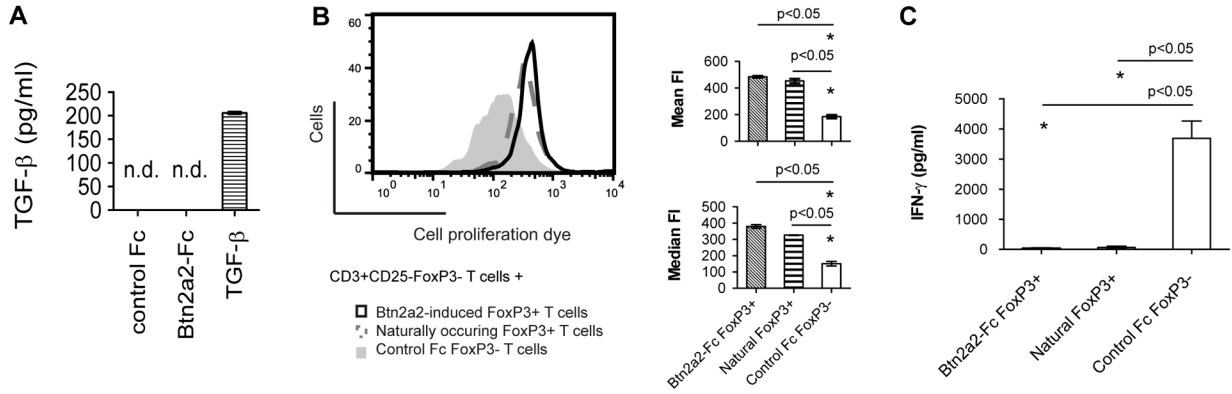 A
TGF-β (pg/ml)
250
200
150
100
50
0
n.d.
n.d.
control Fc
Btn2a2-Fc
TGF-β
B
Cells
60
40
20
0
10^0
10^1
10^2
10^3
10^4
Cell proliferation dye
CD3+CD25-FoxP3- T cells +
Btn2a2-induced FoxP3+ T cells
Naturally occuring FoxP3+ T cells
Control Fc FoxP3- T cells
p<0.05
*
p<0.05
*
Mean FI
600
400
200
0
p<0.05
*
p<0.05
*
Median FI
500
400
300
200
100
0
Btn2a2-Fc FoxP3+
Natural FoxP3+
Control Fc FoxP3-
C
p<0.05
*
p<0.05
*
IFN-γ (pg/ml)
5000
4000
3000
2000
1000
0
Btn2a2-Fc FoxP3+
Natural FoxP3+
Control Fc FoxP3-